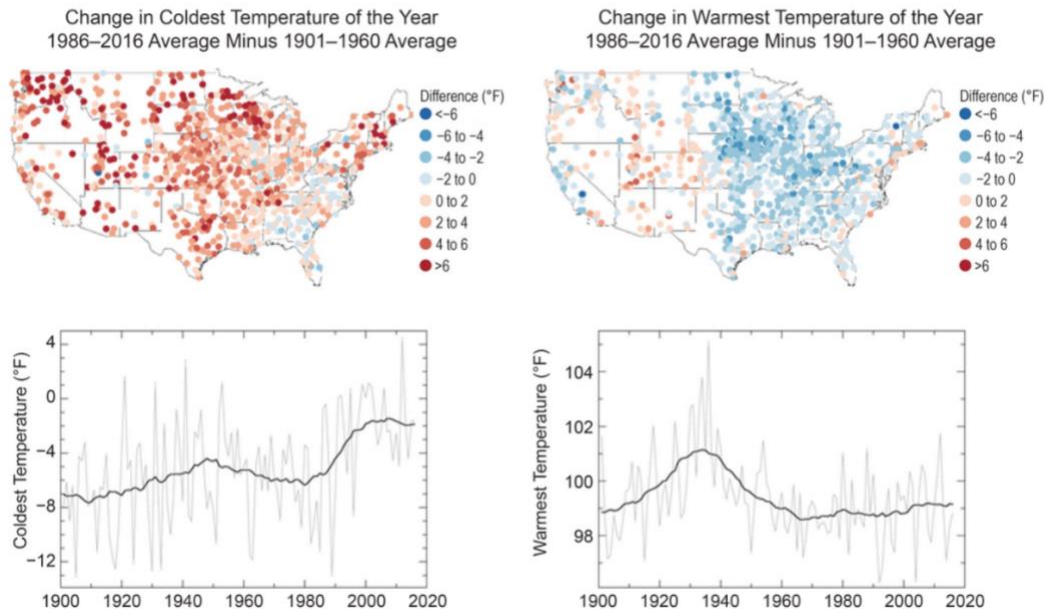 Change in Coldest Temperature of the Year
1986–2016 Average Minus 1901–1960 Average
Difference (°F)
<-6
-6 to -4
-4 to -2
-2 to 0
0 to 2
2 to 4
4 to 6
>6
Change in Warmest Temperature of the Year
1986–2016 Average Minus 1901–1960 Average
Difference (°F)
<-6
-6 to -4
-4 to -2
-2 to 0
0 to 2
2 to 4
4 to 6
>6
Coldest Temperature (°F)
4
0
-4
-8
-12
1900 1920 1940 1960 1980 2000 2020
Warmest Temperature (°F)
104
102
100
98
1900 1920 1940 1960 1980 2000 2020